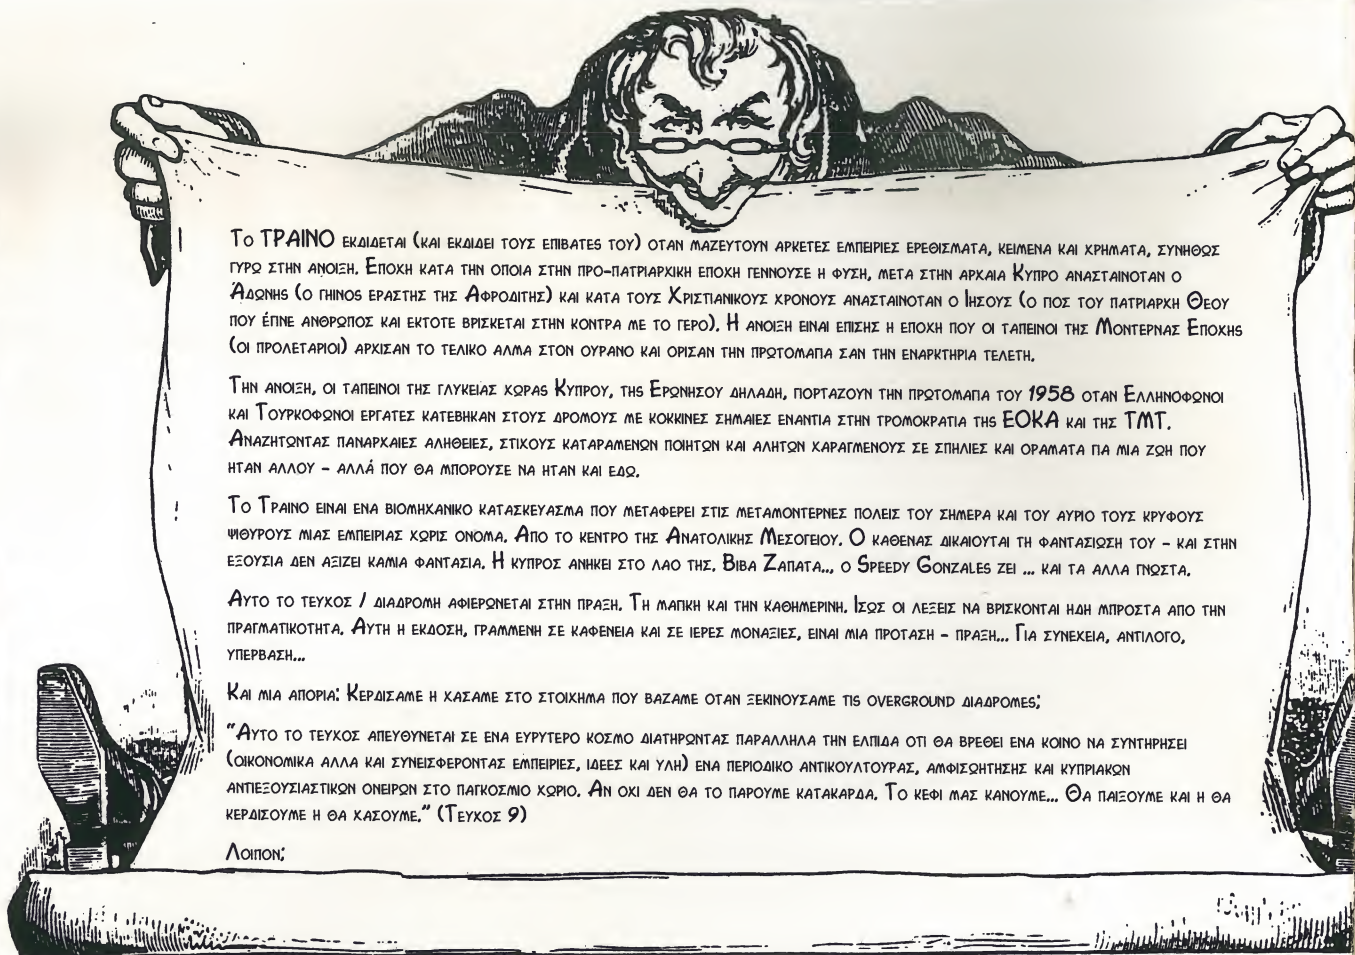 Το ΤΡΑΙΝΟ ΕΚΔΙΔΕΤΑΙ (ΚΑΙ ΕΚΔΙΔΕΙ ΤΟΥΣ ΕΠΙΒΑΤΕS ΤΟΥ) ΟΤΑΝ ΜΑΖΕΥΤΟΥΝ ΑΡΚΕΤΕΣ ΕΜΠΕΙΡΙΕΣ ΕΡΕΘΙΣΜΑΤΑ, ΚΕΙΜΕΝΑ ΚΑΙ ΧΡΗΜΑΤΑ, ΣΥΝΗΘΩΣ
ΓΥΡΩ ΣΤΗΝ ΑΝΟΙΞΗ. ΕΠΟΧΗ ΚΑΤΑ ΤΗΝ ΟΠΟΙΑ ΣΤΗΝ ΠΡΟ-ΠΑΤΡΙΑΡΧΙΚΗ ΕΠΟΧΗ ΓΕΝΝΟΥΣΕ Η ΦΥΣΗ, ΜΕΤΑ ΣΤΗΝ ΑΡΧΑΙΑ ΚΥΠΡΟ ΑΝΑΣΤΑΙΝΟΤΑΝ Ο
ΆΔΩΝΗS (Ο ΓΗΙΝΟS ΕΡΑΣΤΗΣ ΤΗΣ ΑΦΡΟΔΙΤΗΣ) ΚΑΙ ΚΑΤΑ ΤΟΥΣ ΧΡΙΣΤΙΑΝΙΚΟΥΣ ΧΡΟΝΟΥΣ ΑΝΑΣΤΑΙΝΟΤΑΝ Ο ΙΗΣΟΥΣ (Ο ΓΙΟΣ ΤΟΥ ΠΑΤΡΙΑΡΧΗ ΘΕΟΥ
ΠΟΥ ΈΓΙΝΕ ΑΝΘΡΩΠΟΣ ΚΑΙ ΕΚΤΟΤΕ ΒΡΙΣΚΕΤΑΙ ΣΤΗΝ ΚΟΝΤΡΑ ΜΕ ΤΟ ΓΕΡΟ). Η ΑΝΟΙΞΗ ΕΙΝΑΙ ΕΠΙΣΗΣ Η ΕΠΟΧΗ ΠΟΥ ΟΙ ΤΑΠΕΙΝΟΙ ΤΗΣ ΜΟΝΤΕΡΝΑΣ ΕΠΟΧΗS
(ΟΙ ΠΡΟΛΕΤΑΡΙΟΙ) ΑΡΧΙΣΑΝ ΤΟ ΤΕΛΙΚΟ ΑΛΜΑ ΣΤΟΝ ΟΥΡΑΝΟ ΚΑΙ ΟΡΙΣΑΝ ΤΗΝ ΠΡΩΤΟΜΑΓΙΑ ΣΑΝ ΤΗΝ ΕΝΑΡΚΤΗΡΙΑ ΤΕΛΕΤΗ.
ΤΗΝ ΑΝΟΙΞΗ, ΟΙ ΤΑΠΕΙΝΟΙ ΤΗΣ ΓΛΥΚΕΙΑΣ ΧΩΡΑS ΚΥΠΡΟΥ, ΤΗS ΕΡΩΝΗΣΟΥ ΔΗΛΑΔΗ, ΓΙΟΡΤΑΖΟΥΝ ΤΗΝ ΠΡΩΤΟΜΑΓΙΑ ΤΟΥ 1958 ΟΤΑΝ ΕΛΛΗΝΟΦΩΝΟΙ
ΚΑΙ ΤΟΥΡΚΟΦΩΝΟΙ ΕΡΓΑΤΕΣ ΚΑΤΕΒΗΚΑΝ ΣΤΟΥΣ ΔΡΟΜΟΥΣ ΜΕ ΚΟΚΚΙΝΕΣ ΣΗΜΑΙΕΣ ΕΝΑΝΤΙΑ ΣΤΗΝ ΤΡΟΜΟΚΡΑΤΙΑ ΤΗS ΕΟΚΑ ΚΑΙ ΤΗΣ ΤΜΤ.
ΑΝΑΖΗΤΩΝΤΑΣ ΠΑΝΑΡΧΑΙΕΣ ΑΛΗΘΕΙΕΣ, ΣΤΙΧΟΥΣ ΚΑΤΑΡΑΜΕΝΩΝ ΠΟΙΗΤΩΝ ΚΑΙ ΑΛΗΤΩΝ ΧΑΡΑΓΜΕΝΟΥΣ ΣΕ ΣΠΗΛΙΕΣ ΚΑΙ ΟΡΑΜΑΤΑ ΓΙΑ ΜΙΑ ΖΩΗ ΠΟΥ
ΗΤΑΝ ΑΛΛΟΥ – ΑΛΛΆ ΠΟΥ ΘΑ ΜΠΟΡΟΥΣΕ ΝΑ ΗΤΑΝ ΚΑΙ ΕΔΩ.
ΤΟ ΤΡΑΙΝΟ ΕΙΝΑΙ ΕΝΑ ΒΙΟΜΗΧΑΝΙΚΟ ΚΑΤΑΣΚΕΥΑΣΜΑ ΠΟΥ ΜΕΤΑΦΕΡΕΙ ΣΤΙΣ ΜΕΤΑΜΟΝΤΕΡΝΕΣ ΠΟΛΕΙΣ ΤΟΥ ΣΗΜΕΡΑ ΚΑΙ ΤΟΥ ΑΥΡΙΟ ΤΟΥΣ ΚΡΥΦΟΥΣ
ΨΙΘΥΡΟΥΣ ΜΙΑΣ ΕΜΠΕΙΡΙΑΣ ΧΩΡΙΣ ΟΝΟΜΑ. ΑΠΟ ΤΟ ΚΕΝΤΡΟ ΤΗΣ ΑΝΑΤΟΛΙΚΗΣ ΜΕΣΟΓΕΙΟΥ. Ο ΚΑΘΕΝΑΣ ΔΙΚΑΙΟΥΤΑΙ ΤΗ ΦΑΝΤΑΣΙΩΣΗ ΤΟΥ – ΚΑΙ ΣΤΗΝ
ΕΞΟΥΣΙΑ ΔΕΝ ΑΞΙΖΕΙ ΚΑΜΙΑ ΦΑΝΤΑΣΙΑ. Η ΚΥΠΡΟΣ ΑΝΗΚΕΙ ΣΤΟ ΛΑΟ ΤΗΣ. ΒΙΒΑ ΖΑΠΑΤΑ... Ο SPEEDY GONZALES ΖΕΙ ... ΚΑΙ ΤΑ ΑΛΛΑ ΓΝΩΣΤΑ.
ΑΥΤΟ ΤΟ ΤΕΥΧΟΣ / ΔΙΑΔΡΟΜΗ ΑΦΙΕΡΩΝΕΤΑΙ ΣΤΗΝ ΠΡΑΞΗ. ΤΗ ΜΑΓΙΚΗ ΚΑΙ ΤΗΝ ΚΑΘΗΜΕΡΙΝΗ. ΙΣΩΣ ΟΙ ΛΕΞΕΙΣ ΝΑ ΒΡΙΣΚΟΝΤΑΙ ΗΔΗ ΜΠΡΟΣΤΑ ΑΠΟ ΤΗΝ
ΠΡΑΓΜΑΤΙΚΟΤΗΤΑ. ΑΥΤΗ Η ΕΚΔΟΣΗ, ΓΡΑΜΜΕΝΗ ΣΕ ΚΑΦΕΝΕΙΑ ΚΑΙ ΣΕ ΙΕΡΕΣ ΜΟΝΑΞΙΕΣ, ΕΙΝΑΙ ΜΙΑ ΠΡΟΤΑΣΗ – ΠΡΑΞΗ... ΓΙΑ ΣΥΝΕΧΕΙΑ, ΑΝΤΙΛΟΓΟ,
ΥΠΕΡΒΑΣΗ...
ΚΑΙ ΜΙΑ ΑΠΟΡΙΑ: ΚΕΡΔΙΣΑΜΕ Η ΧΑΣΑΜΕ ΣΤΟ ΣΤΟΙΧΗΜΑ ΠΟΥ ΒΑΖΑΜΕ ΟΤΑΝ ΞΕΚΙΝΟΥΣΑΜΕ ΤΙS OVERGROUND ΔΙΑΔΡΟΜΕΣ;
"ΑΥΤΟ ΤΟ ΤΕΥΧΟΣ ΑΠΕΥΘΥΝΕΤΑΙ ΣΕ ΕΝΑ ΕΥΡΥΤΕΡΟ ΚΟΣΜΟ ΔΙΑΤΗΡΩΝΤΑΣ ΠΑΡΑΛΛΗΛΑ ΤΗΝ ΕΛΠΙΔΑ ΟΤΙ ΘΑ ΒΡΕΘΕΙ ΕΝΑ ΚΟΙΝΟ ΝΑ ΣΥΝΤΗΡΗΣΕΙ
(ΟΙΚΟΝΟΜΙΚΑ ΑΛΛΑ ΚΑΙ ΣΥΝΕΙΣΦΕΡΟΝΤΑΣ ΕΜΠΕΙΡΙΕΣ, ΙΔΕΕΣ ΚΑΙ ΥΛΗ) ΕΝΑ ΠΕΡΙΟΔΙΚΟ ΑΝΤΙΚΟΥΛΤΟΥΡΑΣ, ΑΜΦΙΣΩΗΤΗΣΗΣ ΚΑΙ ΚΥΠΡΙΑΚΩΝ
ΑΝΤΙΕΞΟΥΣΙΑΣΤΙΚΩΝ ΟΝΕΙΡΩΝ ΣΤΟ ΠΑΓΚΟΣΜΙΟ ΧΩΡΙΟ. ΑΝ ΟΧΙ ΔΕΝ ΘΑ ΤΟ ΠΑΡΟΥΜΕ ΚΑΤΑΚΑΡΔΑ. ΤΟ ΚΕΦΙ ΜΑΣ ΚΑΝΟΥΜΕ... ΘΑ ΠΑΙΞΟΥΜΕ ΚΑΙ Η ΘΑ
ΚΕΡΔΙΣΟΥΜΕ Η ΘΑ ΧΑΣΟΥΜΕ." (ΤΕΥΧΟΣ 9)
ΛΟΙΠΟΝ;